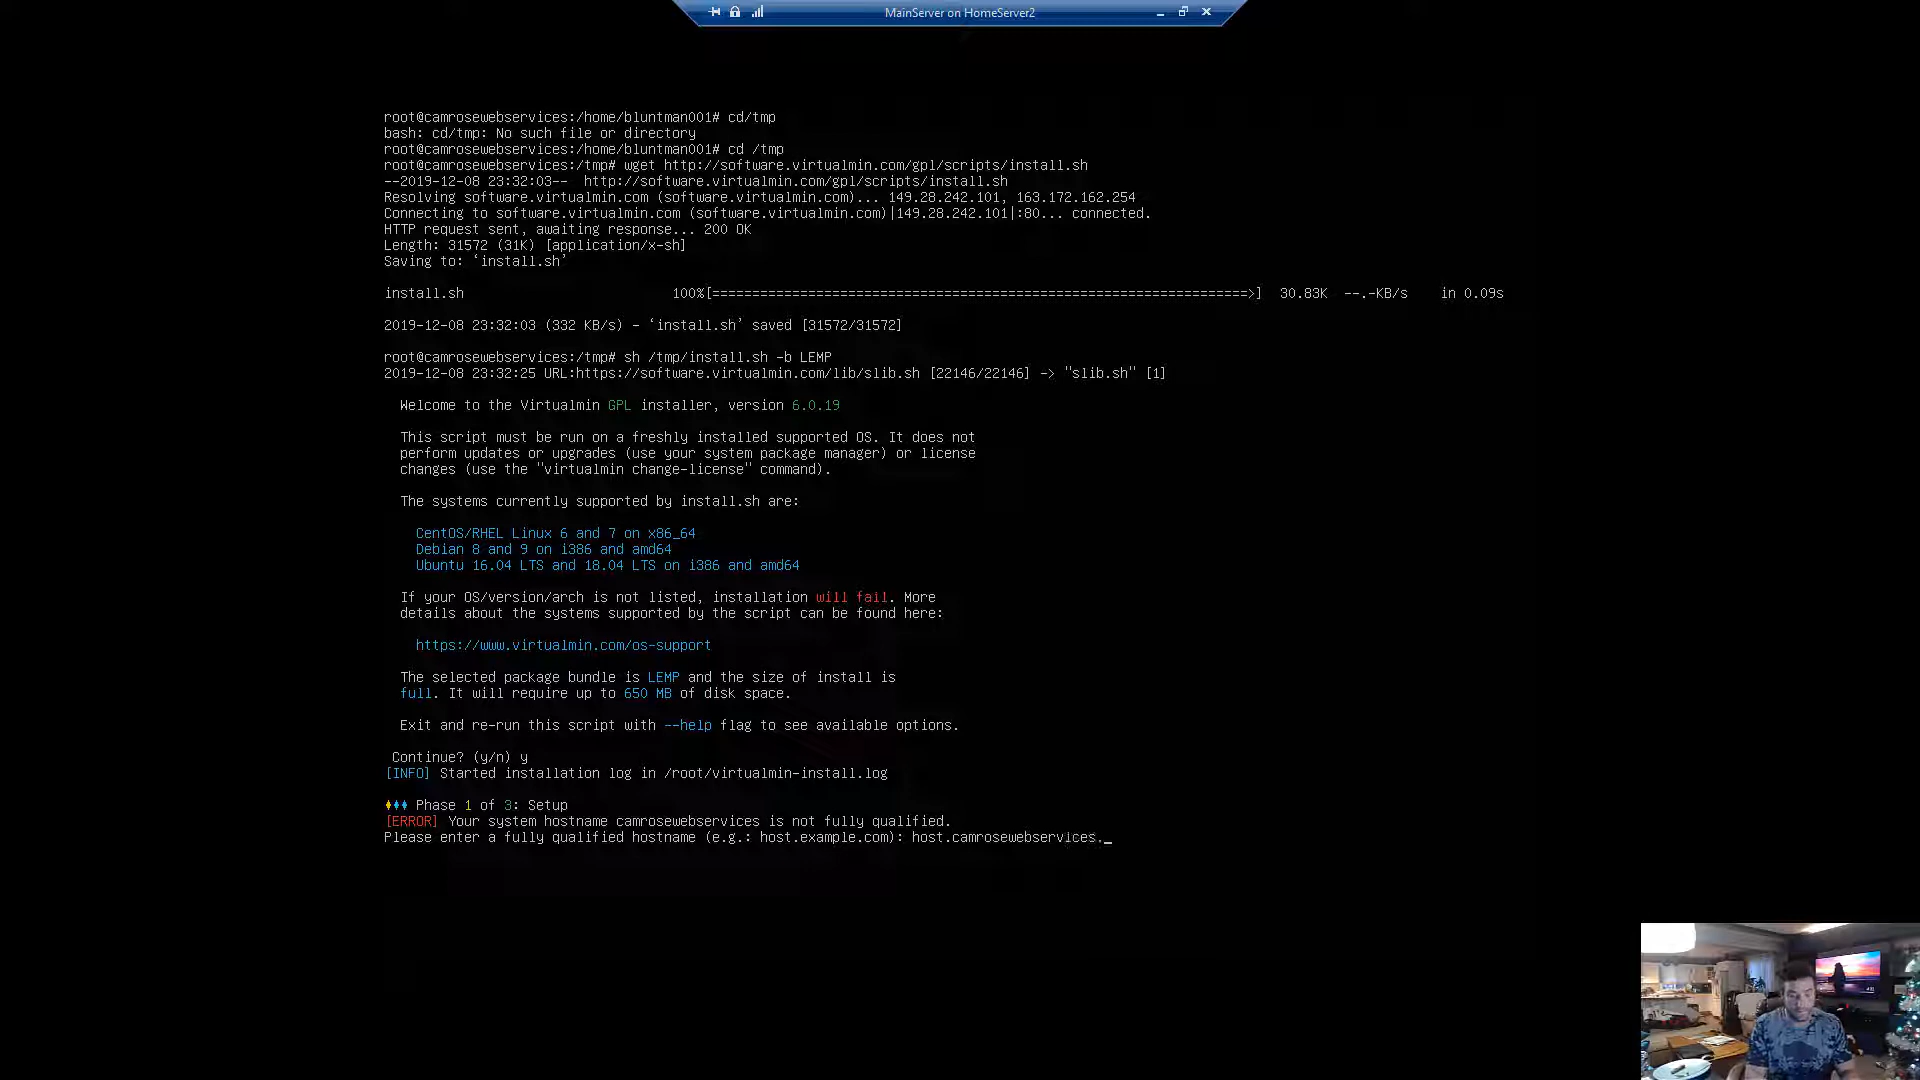 MainServer on HomeServer2
root@camrosewebservices:/home/bluntman001# cd/tmp
bash: cd/tmp: No such file or directory
root@camrosewebservices:/home/bluntman001# cd /tmp
root@camrosewebservices:/tmp# wget http://software.virtualmin.com/gpl/scripts/install.sh
--2019-12-08 23:32:03--  http://software.virtualmin.com/gpl/scripts/install.sh
Resolving software.virtualmin.com (software.virtualmin.com)... 149.28.242.101, 163.172.162.254
Connecting to software.virtualmin.com (software.virtualmin.com)|149.28.242.101|:80... connected.
HTTP request sent, awaiting response... 200 OK
Length: 31572 (31K) [application/x-sh]
Saving to: ‘install.sh’
install.sh 100%[===================================================================>] 30.83K --.-KB/s in 0.09s
2019-12-08 23:32:03 (332 KB/s) - ‘install.sh’ saved [31572/31572]
root@camrosewebservices:/tmp# sh /tmp/install.sh -b LEMP
2019-12-08 23:32:25 URL:https://software.virtualmin.com/lib/slib.sh [22146/22146] -> "slib.sh" [1]
Welcome to the Virtualmin GPL installer, version 6.0.19
This script must be run on a freshly installed supported OS. It does not
perform updates or upgrades (use your system package manager) or license
changes (use the "virtualmin change-license" command).
The systems currently supported by install.sh are:
CentOS/RHEL Linux 6 and 7 on x86_64
Debian 8 and 9 on i386 and amd64
Ubuntu 16.04 LTS and 18.04 LTS on i386 and amd64
If your OS/version/arch is not listed, installation will fail. More
details about the systems supported by the script can be found here:
https://www.virtualmin.com/os-support
The selected package bundle is LEMP and the size of install is
full. It will require up to 650 MB of disk space.
Exit and re-run this script with --help flag to see available options.
Continue? (y/n) y
[INFO] Started installation log in /root/virtualmin-install.log
♦♦♦ Phase 1 of 3: Setup
[ERROR] Your system hostname camrosewebservices is not fully qualified.
Please enter a fully qualified hostname (e.g.: host.example.com): host.camrosewebservices._